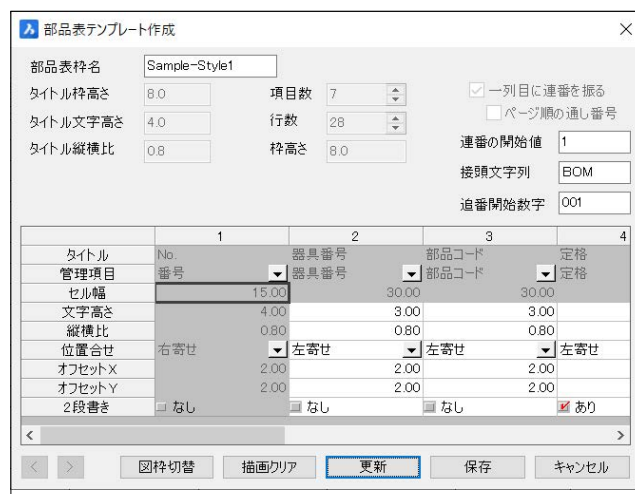 部品表テンプレート作成
部品表枠名 Sample-Style1
タイトル枠高さ 8.0 項目数 7 一列目に連番を振る
ページ順の通し番号
タイトル文字高さ 4.0 行数 28
タイトル縦横比 0.8 枠高さ 8.0 連番の開始値 1
接頭文字列 BOM
追番開始数字 001
1 2 3 4
タイトル No. 器具番号 部品コード 定格
管理項目 番号 器具番号 部品コード 定格
セル幅 15.00 30.00 30.00
文字高さ 4.00 3.00 3.00
縦横比 0.80 0.80 0.80
位置合せ 右寄せ 左寄せ 左寄せ 左寄せ
オフセットX 2.00 2.00 2.00
オフセットY 2.00 2.00 2.00
2段書き なし なし なし あり
図枠切替 描画クリア 更新 保存 キャンセル